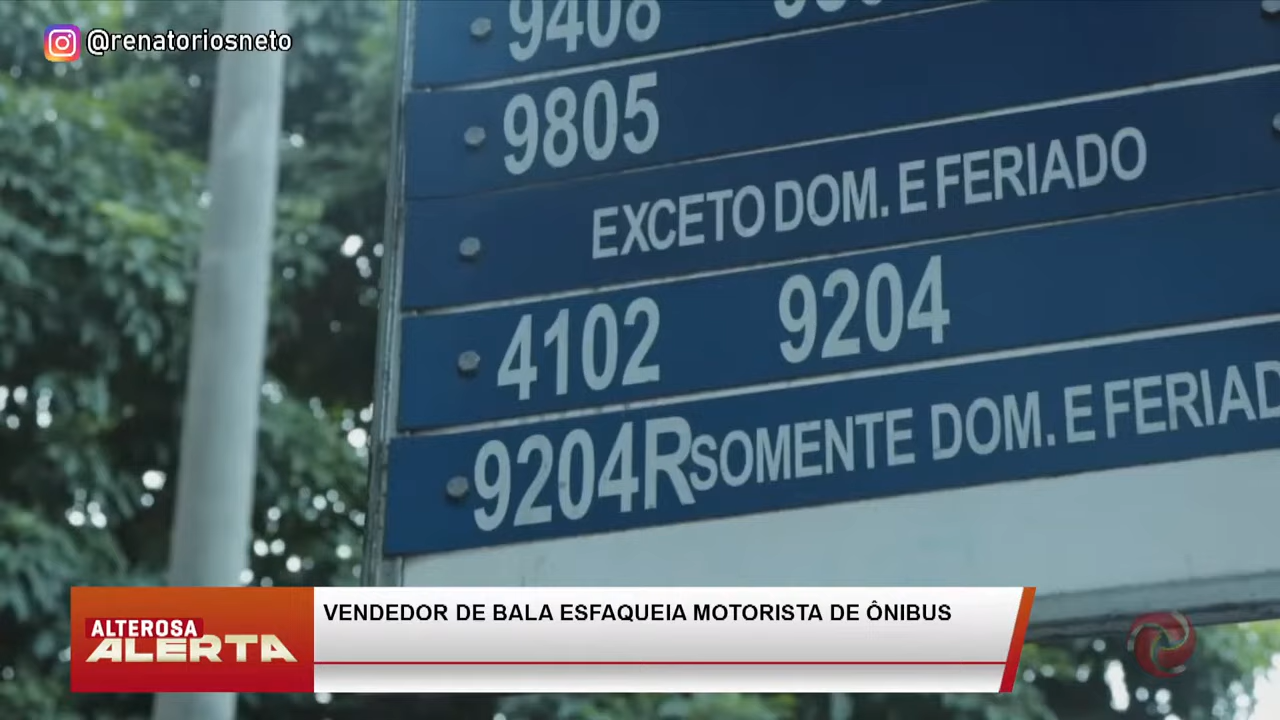 @renatoriosneto
9408
9805
EXCETO DOM. E FERIADO
4102 9204
9204R SOMENTE DOM. E FERIAD
ALTEROSA
ALERTA
VENDEDOR DE BALA ESFAQUEIA MOTORISTA DE ÔNIBUS